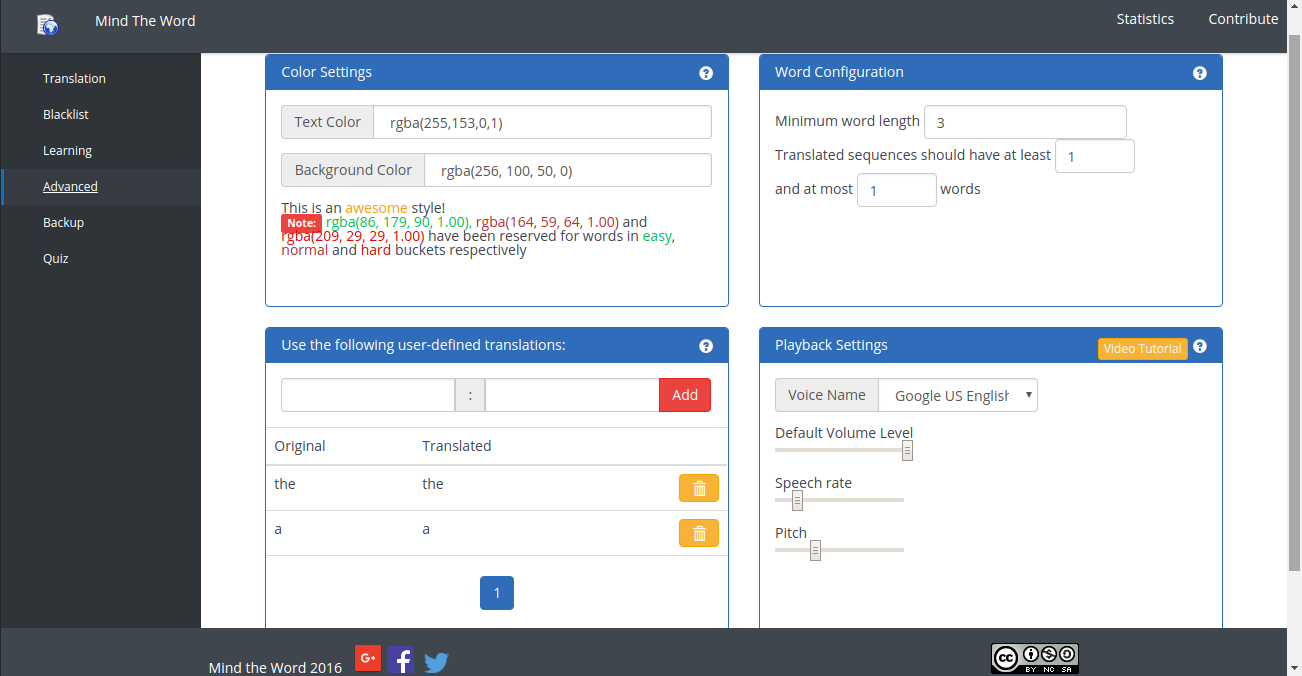 Mind The Word
Statistics
Contribute
Translation
Blacklist
Learning
Advanced
Backup
Quiz
Color Settings
?
Text Color
rgba(255,153,0,1)
Background Color
rgba(256, 100, 50, 0)
This is an awesome style!
Note: rgba(86, 179, 90, 1.00), rgba(164, 59, 64, 1.00) and
rgba(209, 29, 29, 1.00) have been reserved for words in easy,
normal and hard buckets respectively
Word Configuration
?
Minimum word length 3
Translated sequences should have at least 1
and at most 1 words
Use the following user-defined translations:
?
:
Add
Original Translated
the the
a a
1
Playback Settings
Video Tutorial
?
Voice Name
Google US English
Default Volume Level
Speech rate
Pitch
Mind the Word 2016
G+
f
cc
BY NC SA